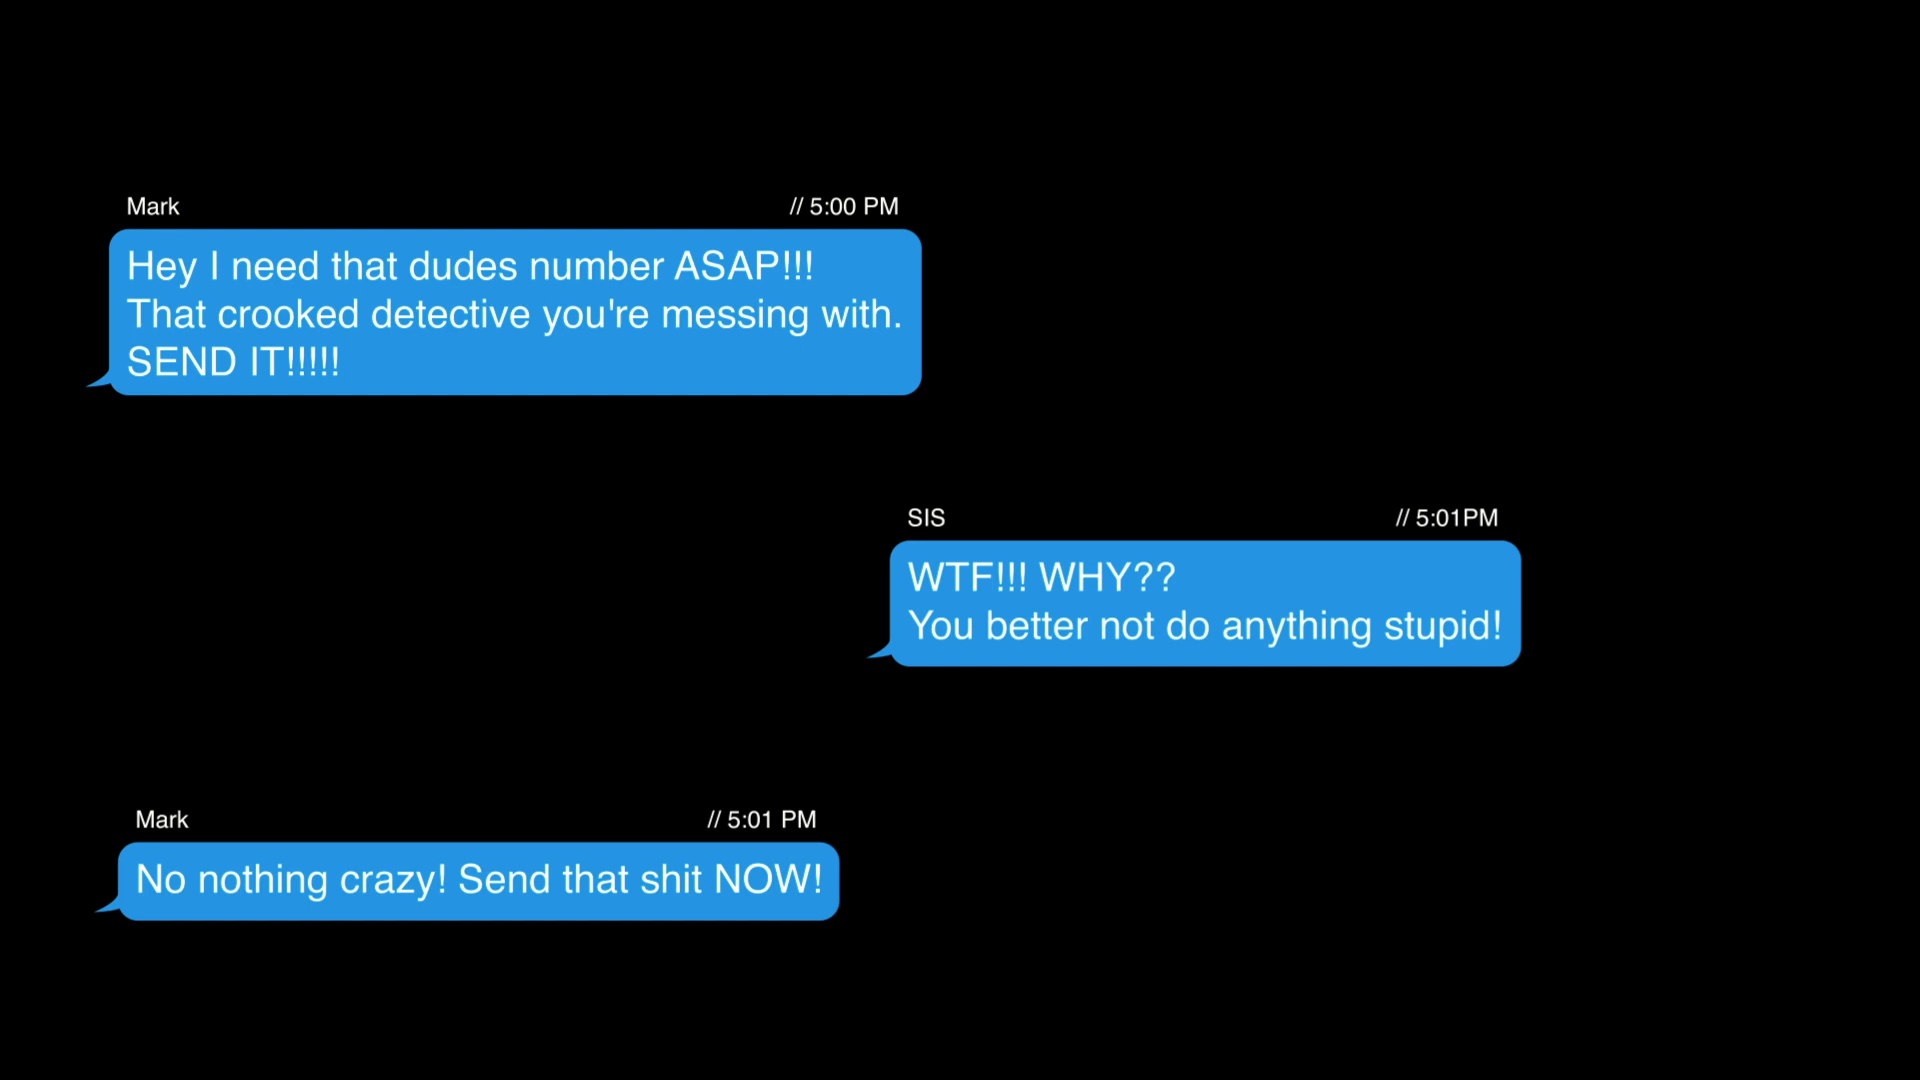 Mark // 5:00 PM
Hey I need that dudes number ASAP!!!
That crooked detective you're messing with.
SEND IT!!!!!
SIS // 5:01PM
WTF!!! WHY??
You better not do anything stupid!
Mark // 5:01 PM
No nothing crazy! Send that shit NOW!